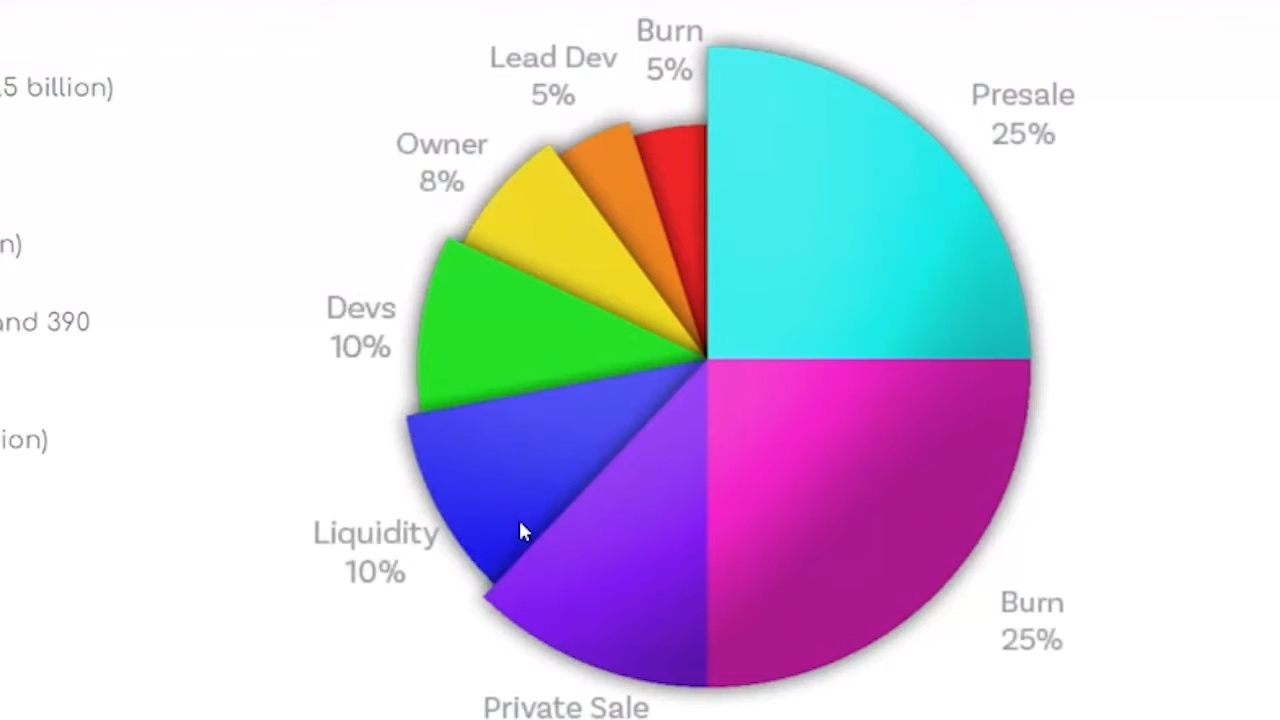 .5 billion)
n)
and 390
ion)
Burn
5%
Lead Dev
5%
Presale
25%
Owner
8%
Devs
10%
Liquidity
10%
Burn
25%
Private Sale